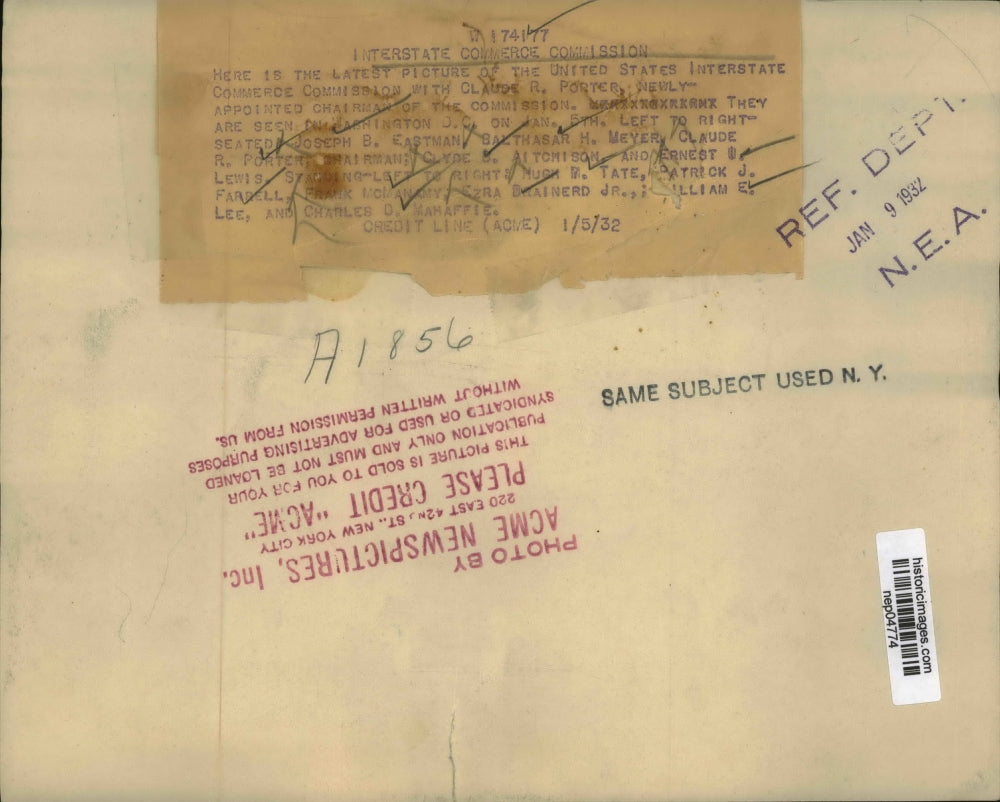 W 174177
INTERSTATE COMMERCE COMMISSION
HERE IS THE LATEST PICTURE OF THE UNITED STATES INTERSTATE
COMMERCE COMMISSION WITH CLAUDE R. PORTER, NEWLY-
APPOINTED CHAIRMAN OF THE COMMISSION. THEY
ARE SEEN IN WASHINGTON D.C. ON JAN. 5TH. LEFT TO RIGHT-
SEATED: JOSEPH B. EASTMAN; BALTHASAR H. MEYER; CLAUDE
R. PORTER, CHAIRMAN; CLYDE B. AITCHISON, AND ERNEST I.
LEWIS. STANDING-LEFT TO RIGHT: HUGH M. TATE, PATRICK J.
FARRELL, FRANK MCMANAMY, EZRA BRAINERD JR.,; WILLIAM E.
LEE, AND CHARLES D. MAHAFFIE.
CREDIT LINE (ACME) 1/5/32
REF. DEPT.
JAN 9 1932
N. E. A.
A1856
SAME SUBJECT USED N. Y.
PHOTO BY
ACME NEWSPICTURES, Inc.
220 EAST 42ND ST., NEW YORK CITY
PLEASE CREDIT "ACME"
THIS PICTURE IS SOLD TO YOU FOR YOUR
PUBLICATION ONLY AND MUST NOT BE LOANED
SYNDICATED OR USED FOR ADVERTISING PURPOSES
WITHOUT WRITTEN PERMISSION FROM US.
historicimages.com
nep04774